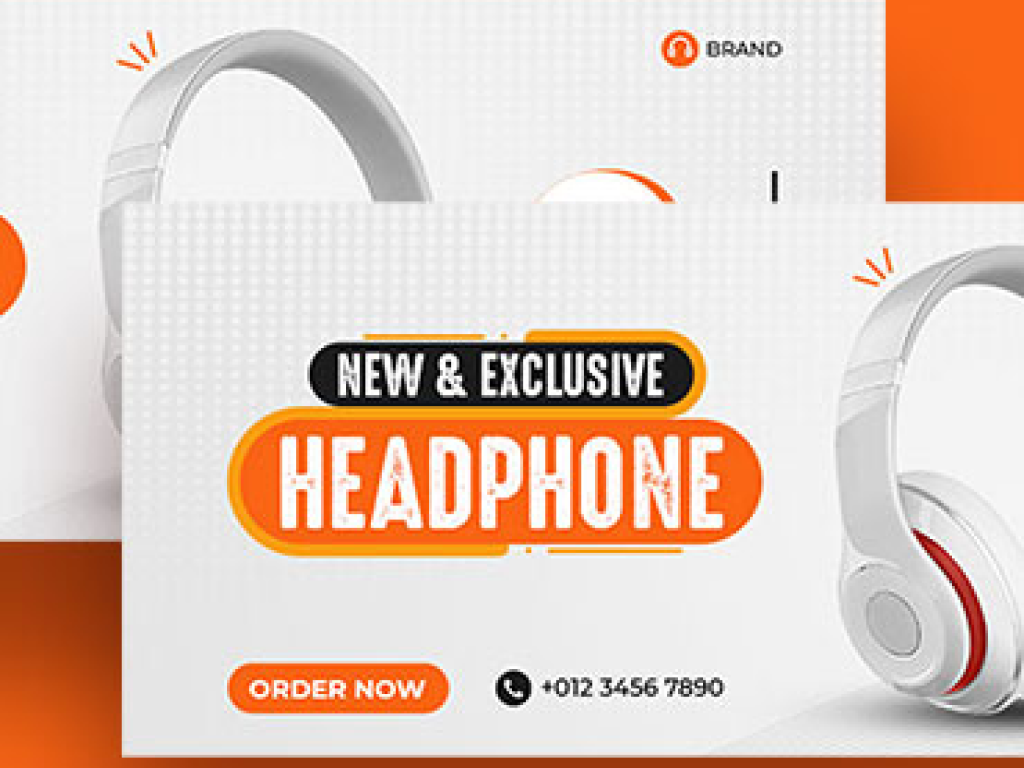 BRAND
NEW & EXCLUSIVE
HEADPHONE
ORDER NOW
+012 3456 7890